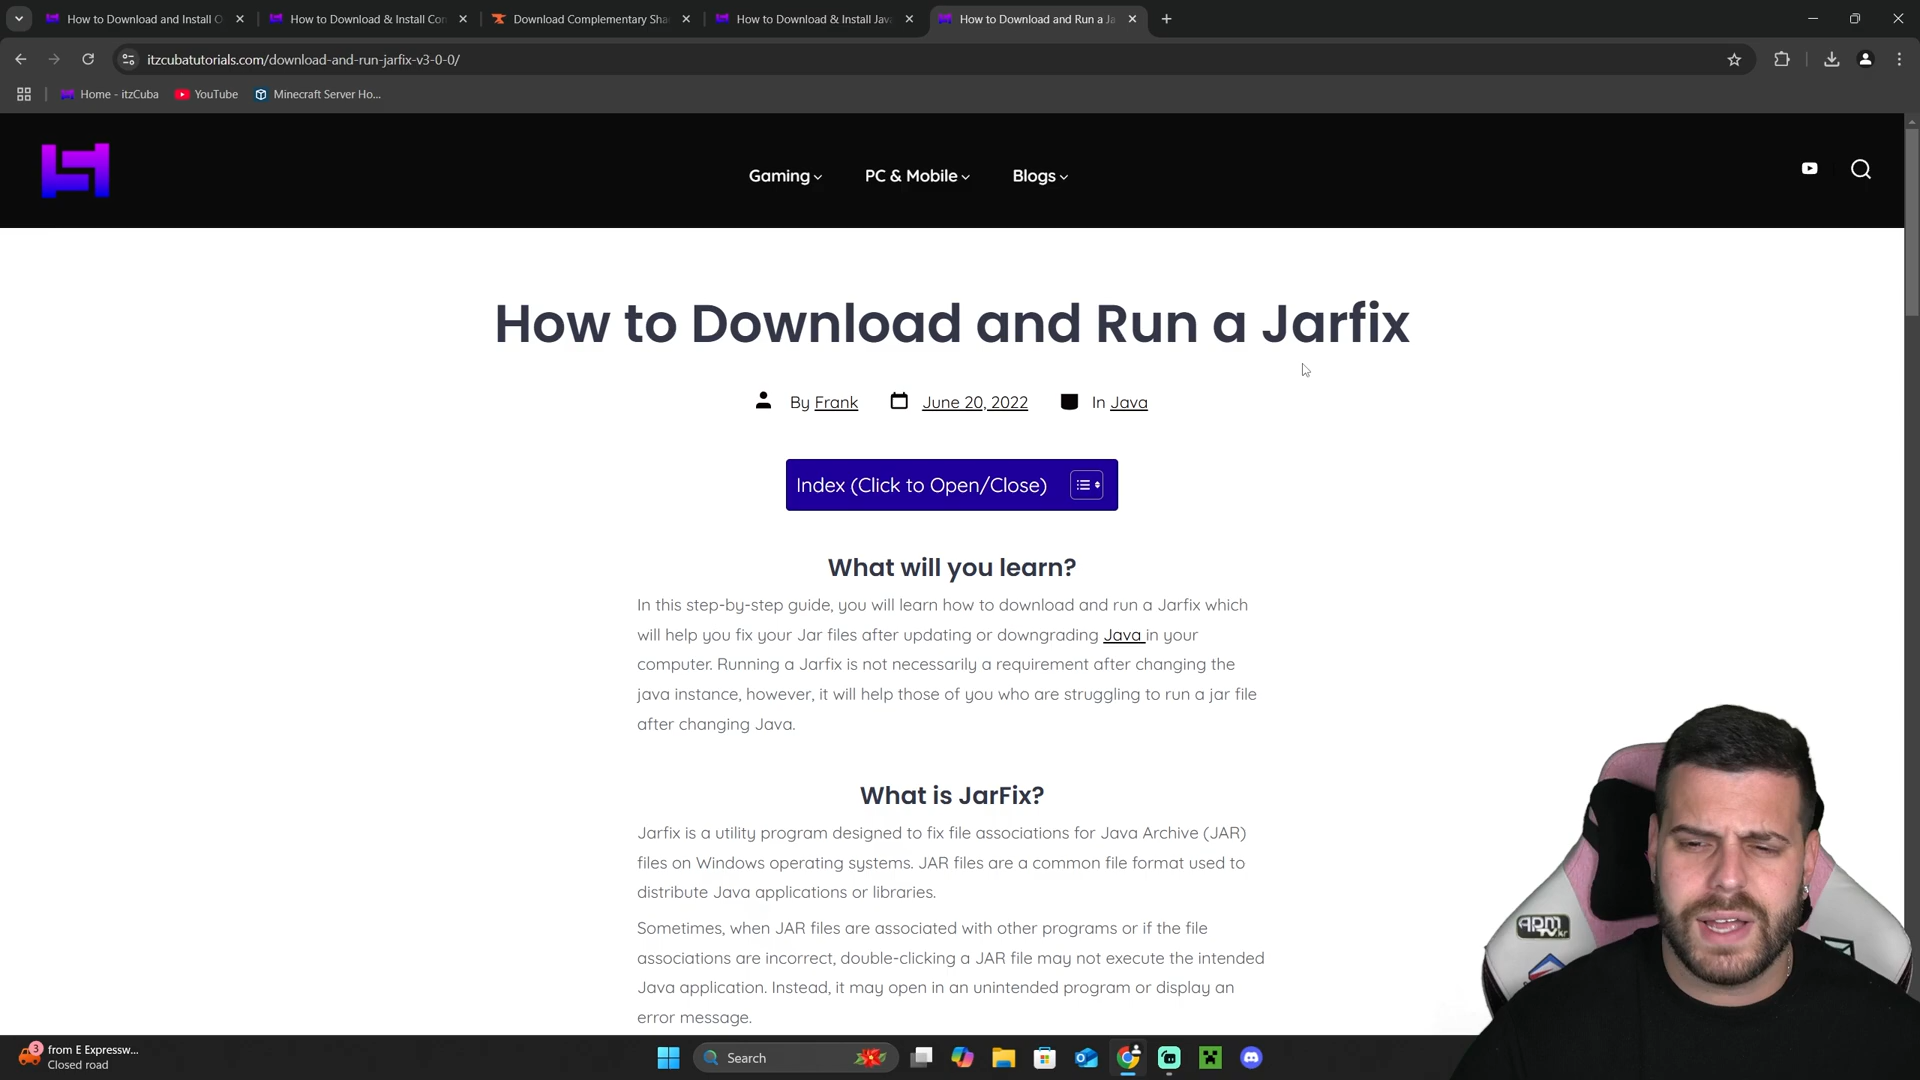 How to Download and Install O
How to Download & Install Con
Download Complementary Sha
How to Download & Install Java
How to Download and Run a Ja
itzcubatutorials.com/download-and-run-jarfix-v3-0-0/
Home - itzCuba
YouTube
Minecraft Server Ho...
Gaming
PC & Mobile
Blogs
How to Download and Run a Jarfix
By Frank
June 20, 2022
In Java
Index (Click to Open/Close)
What will you learn?
In this step-by-step guide, you will learn how to download and run a Jarfix which
will help you fix your Jar files after updating or downgrading Java in your
computer. Running a Jarfix is not necessarily a requirement after changing the
java instance, however, it will help those of you who are struggling to run a jar file
after changing Java.
What is JarFix?
Jarfix is a utility program designed to fix file associations for Java Archive (JAR)
files on Windows operating systems. JAR files are a common file format used to
distribute Java applications or libraries.
Sometimes, when JAR files are associated with other programs or if the file
associations are incorrect, double-clicking a JAR file may not execute the intended
Java application. Instead, it may open in an unintended program or display an
error message.
3
from E Expressw...
Closed road
Search